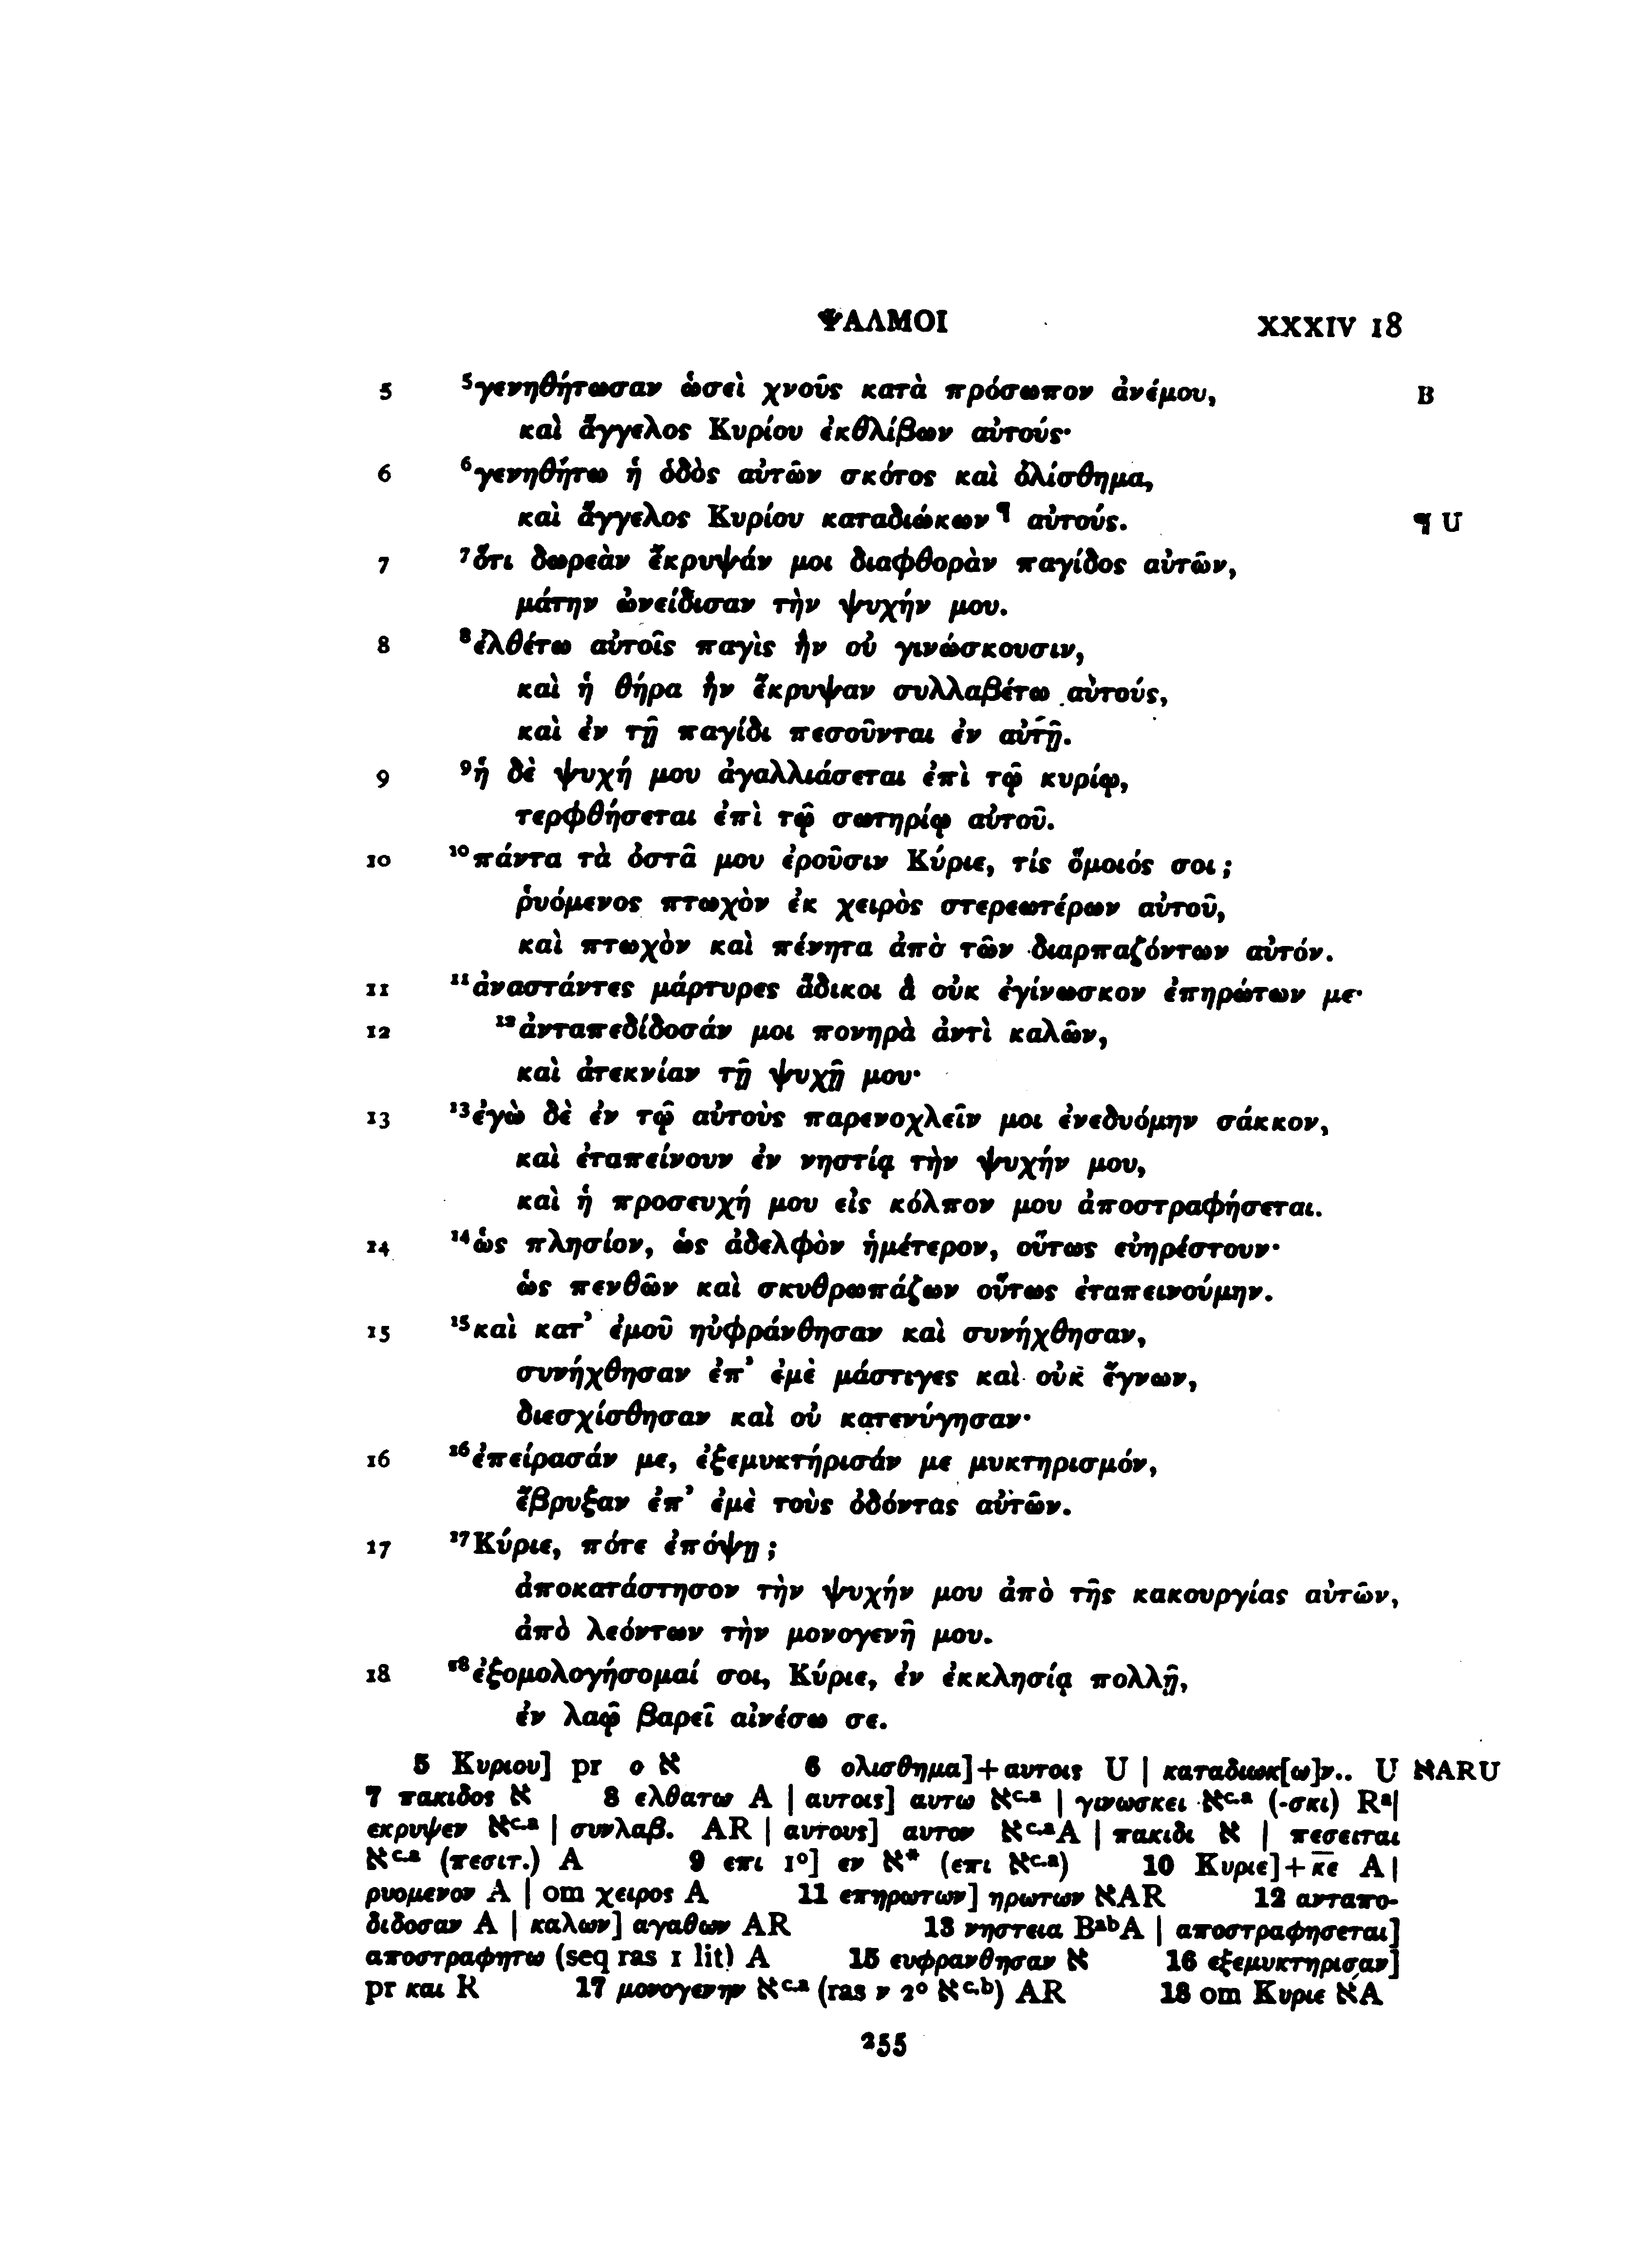 ΨΑΛΜΟΙ XXXIV 18
5 ⁵γενηθήτωσαν ὡσεὶ χνοῦς κατὰ πρόσωπον ἀνέμου, B
καὶ ἄγγελος Κυρίου ἐκθλίβων αὐτούς·
6 ⁶γενηθήτω ἡ ὁδὸς αὐτῶν σκότος καὶ ὀλίσθημα,
καὶ ἄγγελος Κυρίου καταδιώκων¶ αὐτούς. ¶ U
7 ⁷ὅτι δωρεὰν ἔκρυψάν μοι διαφθορὰν παγίδος αὐτῶν,
μάτην ὠνείδισαν τὴν ψυχήν μου.
8 ⁸ἐλθέτω αὐτοῖς παγὶς ἣν οὐ γινώσκουσιν,
καὶ ἡ θήρα ἣν ἔκρυψαν συλλαβέτω αὐτούς,
καὶ ἐν τῇ παγίδι πεσοῦνται ἐν αὐτῇ.
9 ⁹ἡ δὲ ψυχή μου ἀγαλλιάσεται ἐπὶ τῷ κυρίῳ,
τερφθήσεται ἐπὶ τῷ σωτηρίῳ αὐτοῦ.
10 ¹⁰πάντα τὰ ὀστᾶ μου ἐροῦσιν Κύριε, τίς ὅμοιός σοι;
ῥυόμενος πτωχὸν ἐκ χειρὸς στερεωτέρων αὐτοῦ,
καὶ πτωχὸν καὶ πένητα ἀπὸ τῶν διαρπαζόντων αὐτόν.
11 ¹¹ἀναστάντες μάρτυρες ἄδικοι ἃ οὐκ ἐγίνωσκον ἐπηρώτων με·
12 ¹²ἀνταπεδίδοσάν μοι πονηρὰ ἀντὶ καλῶν,
καὶ ἀτεκνίαν τῇ ψυχῇ μου·
13 ¹³ἐγὼ δὲ ἐν τῷ αὐτοὺς παρενοχλεῖν μοι ἐνεδυόμην σάκκον,
καὶ ἐταπείνουν ἐν νηστίᾳ τὴν ψυχήν μου,
καὶ ἡ προσευχή μου εἰς κόλπον μου ἀποστραφήσεται.
14 ¹⁴ὡς πλησίον, ὡς ἀδελφὸν ἡμέτερον, οὕτως εὐηρέστουν·
ὡς πενθῶν καὶ σκυθρωπάζων οὕτως ἐταπεινούμην.
15 ¹⁵καὶ κατ’ ἐμοῦ ηὐφράνθησαν καὶ συνήχθησαν,
συνήχθησαν ἐπ’ ἐμὲ μάστιγες καὶ οὐκ ἔγνων,
διεσχίσθησαν καὶ οὐ κατενύγησαν·
16 ¹⁶ἐπείρασάν με, ἐξεμυκτήρισάν με μυκτηρισμόν,
ἔβρυξαν ἐπ’ ἐμὲ τοὺς ὀδόντας αὐτῶν.
17 ¹⁷Κύριε, πότε ἐπόψῃ;
ἀποκατάστησον τὴν ψυχήν μου ἀπὸ τῆς κακουργίας αὐτῶν,
ἀπὸ λεόντων τὴν μονογενῆ μου.
18 ¹⁸ἐξομολογήσομαί σοι, Κύριε, ἐν ἐκκλησίᾳ πολλῇ,
ἐν λαῷ βαρεῖ αἰνέσω σε.
5 Κυριου] pr ο א 6 ολισθημα]+αυτοις U | καταδιωκ[ω]ν.. U אARU
7 πακιδος א 8 ελθατω A | αυτοις] αυτω אᶜ·ᵃ | γινωσκει אᶜ·ᵃ (-σκι) Rᵃ|
εκρυψεν אᶜ·ᵃ | συνλαβ. AR | αυτους] αυτον אᶜ·ᵃA | πακιδι א | πεσειται
אᶜ·ᵃ (πεσιτ.) A 9 επι 1°] εν א* (επι אᶜ·ᵃ) 10 Κυριε]+κ̅ε̅ A|
ρυομενον A | om χειρος A 11 επηρωτων] ηρωτων אAR 12 ανταπο-
διδοσαν A | καλων] αγαθων AR 13 νηστεια BᵃᵇA | αποστραφησεται]
αποστραφητω (seq ras 1 lit) A 15 ευφρανθησαν א 16 εξεμυκτηρισαν]
pr και R 17 μονογενην אᶜ·ᵃ (ras ν 2° אᶜ·ᵇ) AR 18 om Κυριε אA
255